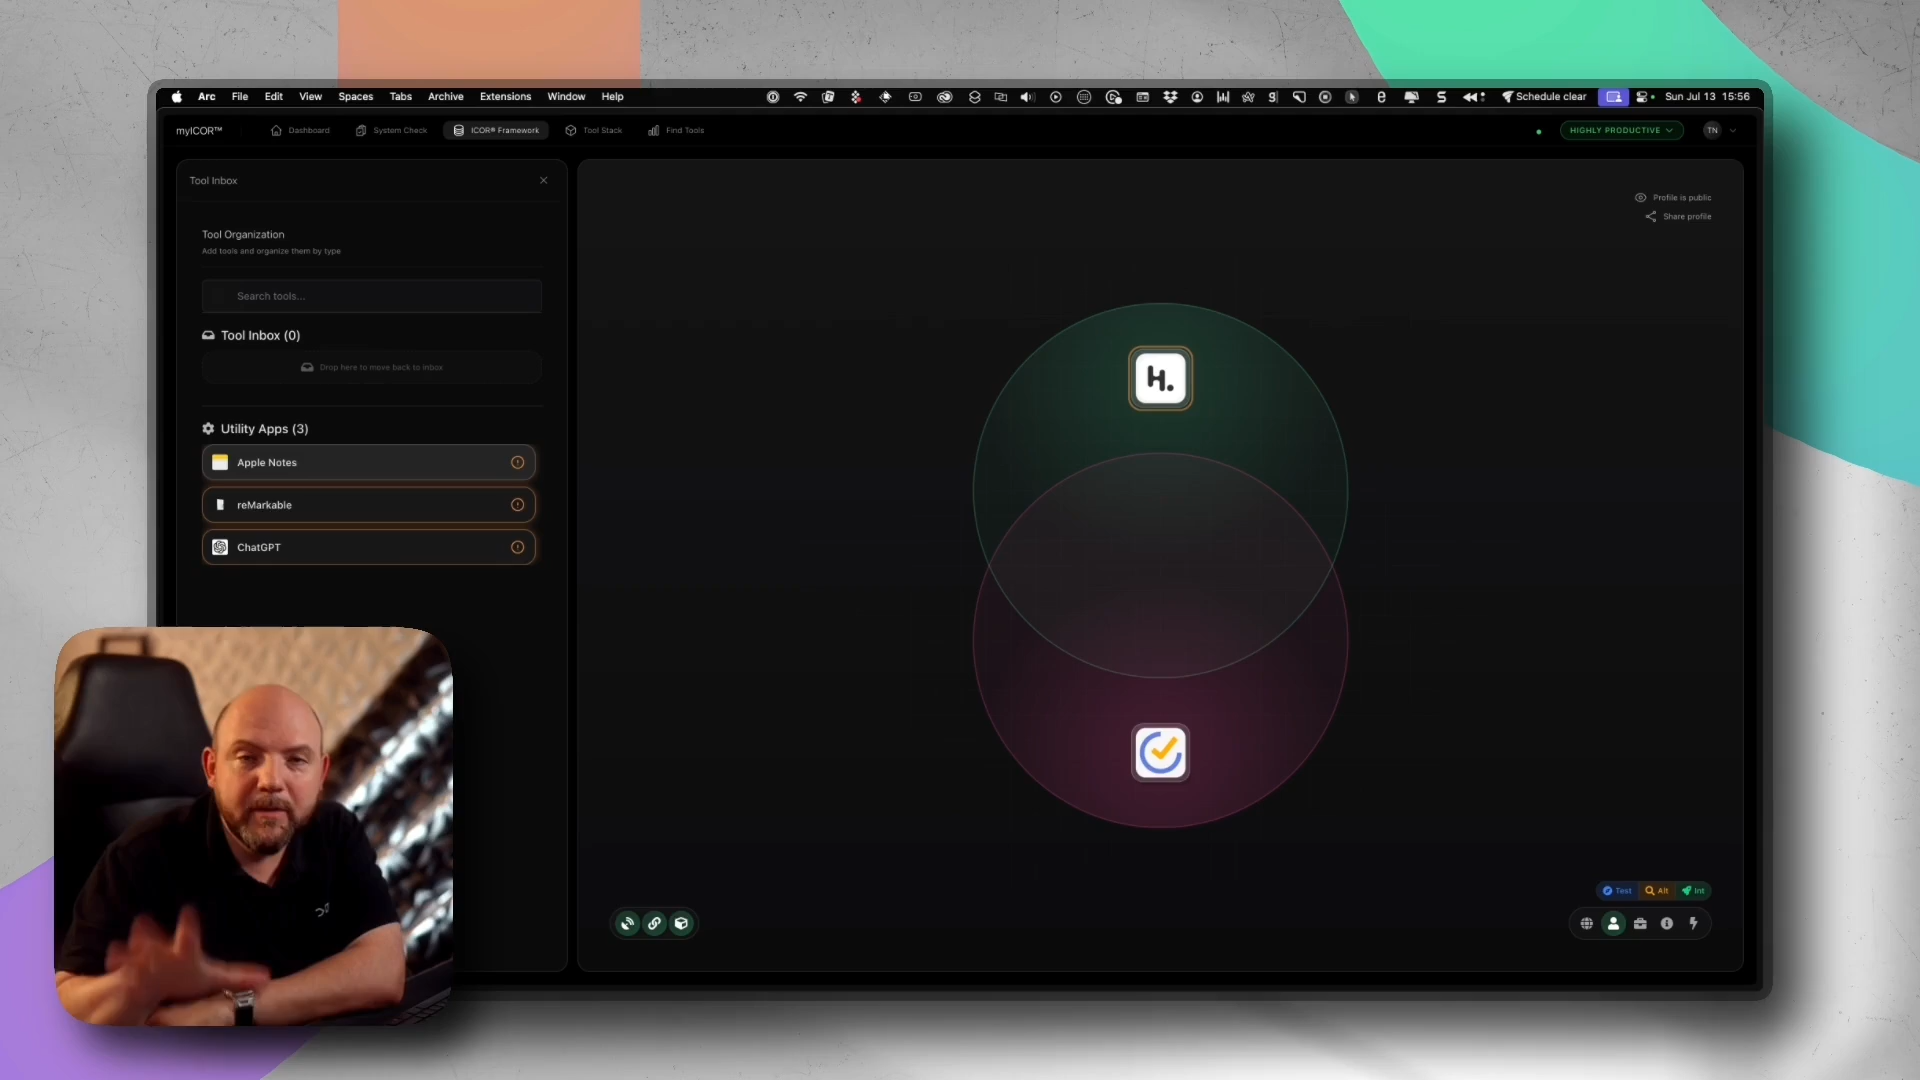 Arc File Edit View Spaces Tabs Archive Extensions Window Help
Schedule clear
Sun Jul 13 15:56
myICOR™
Dashboard
System Check
ICOR® Framework
Tool Stack
Find Tools
HIGHLY PRODUCTIVE
TN
Tool Inbox
Profile is public
Share profile
Tool Organization
Add tools and organize them by type
Search tools...
Tool Inbox (0)
Drop here to move back to inbox
Utility Apps (3)
Apple Notes
reMarkable
ChatGPT
H.
Test
Alt
Int